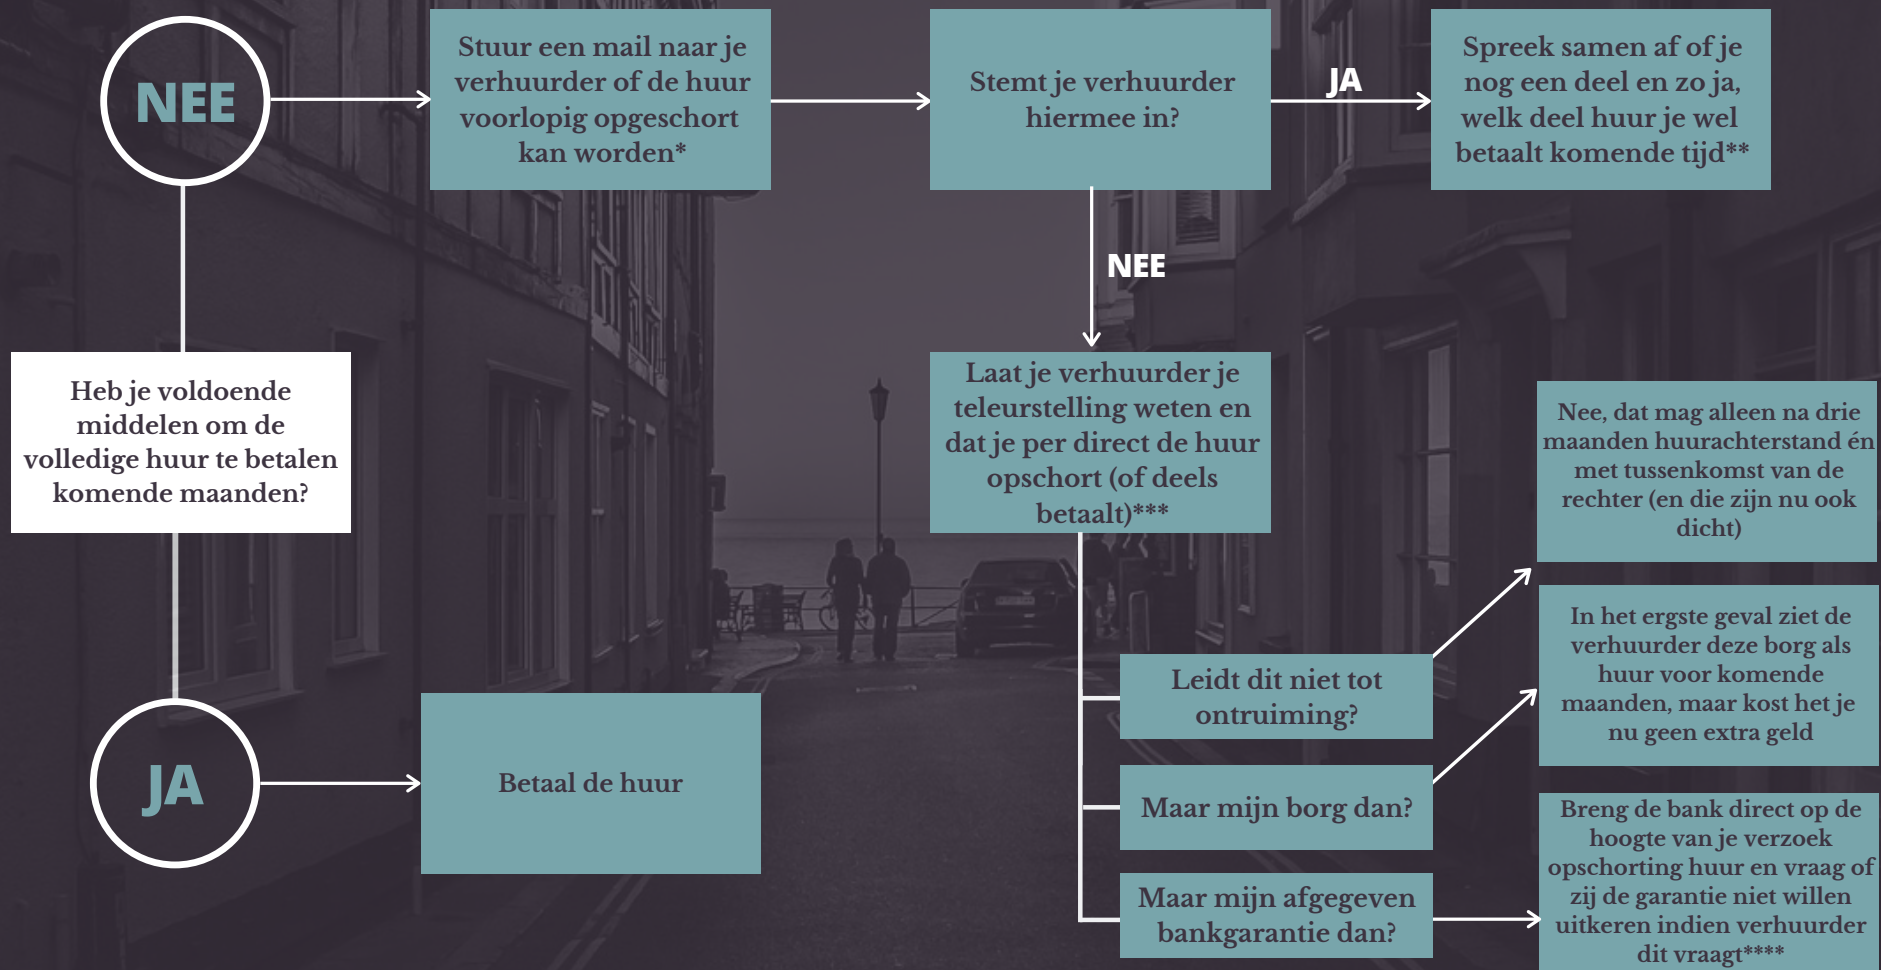 NEE
Stuur een mail naar je
verhuurder of de huur
voorlopig opgeschort
kan worden*
Stemt je verhuurder
hiermee in?
JA
Spreek samen af of je
nog een deel en zo ja,
welk deel huur je wel
betaalt komende tijd**
NEE
Heb je voldoende
middelen om de
volledige huur te betalen
komende maanden?
Laat je verhuurder je
teleurstelling weten en
dat je per direct de huur
opschort (of deels
betaalt)***
Nee, dat mag alleen na drie
maanden huurachterstand én
met tussenkomst van de
rechter (en die zijn nu ook
dicht)
In het ergste geval ziet de
verhuurder deze borg als
huur voor komende
maanden, maar kost het je
nu geen extra geld
Leidt dit niet tot
ontruiming?
JA
Betaal de huur
Maar mijn borg dan?
Maar mijn afgegeven
bankgarantie dan?
Breng de bank direct op de
hoogte van je verzoek
opschorting huur en vraag of
zij de garantie niet willen
uitkeren indien verhuurder
dit vraagt****